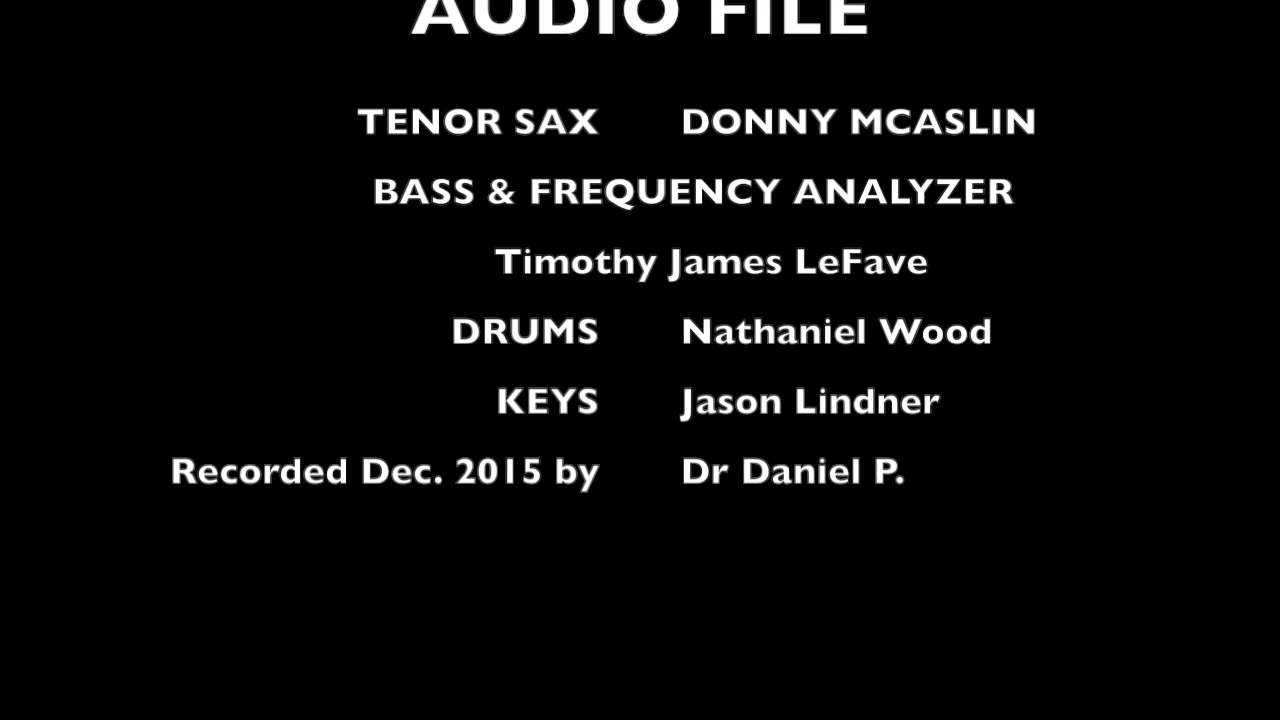 AUDIO FILE
TENOR SAX DONNY MCASLIN
BASS & FREQUENCY ANALYZER
Timothy James LeFave
DRUMS Nathaniel Wood
KEYS Jason Lindner
Recorded Dec. 2015 by Dr Daniel P.